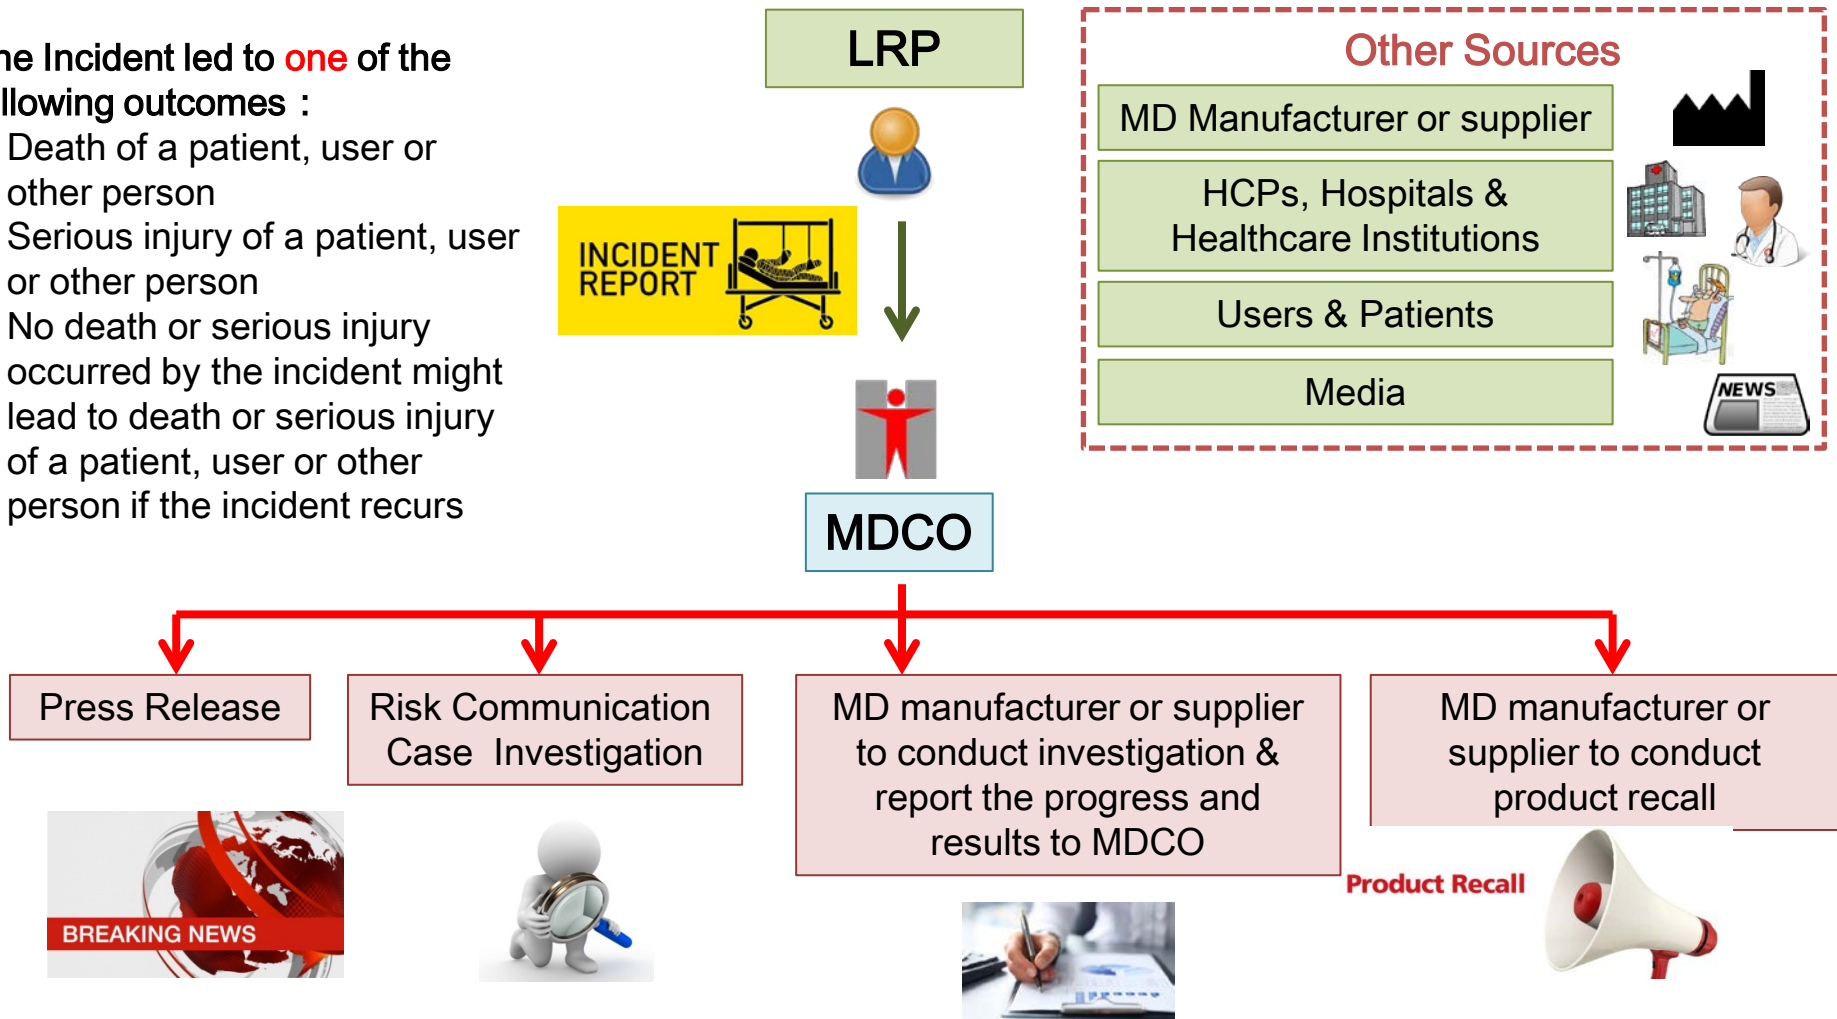 ne Incident led to one of the
llowing outcomes :
Death of a patient, user or
other person
Serious injury of a patient, user
or other person
No death or serious injury
occurred by the incident might
lead to death or serious injury
of a patient, user or other
person if the incident recurs
LRP
INCIDENT
REPORT
MDCO
Other Sources
MD Manufacturer or supplier
HCPs, Hospitals &
Healthcare Institutions
Users & Patients
Media
NEWS
Press Release
Risk Communication
Case Investigation
MD manufacturer or supplier
to conduct investigation &
report the progress and
results to MDCO
MD manufacturer or
supplier to conduct
product recall
BREAKING NEWS
Product Recall